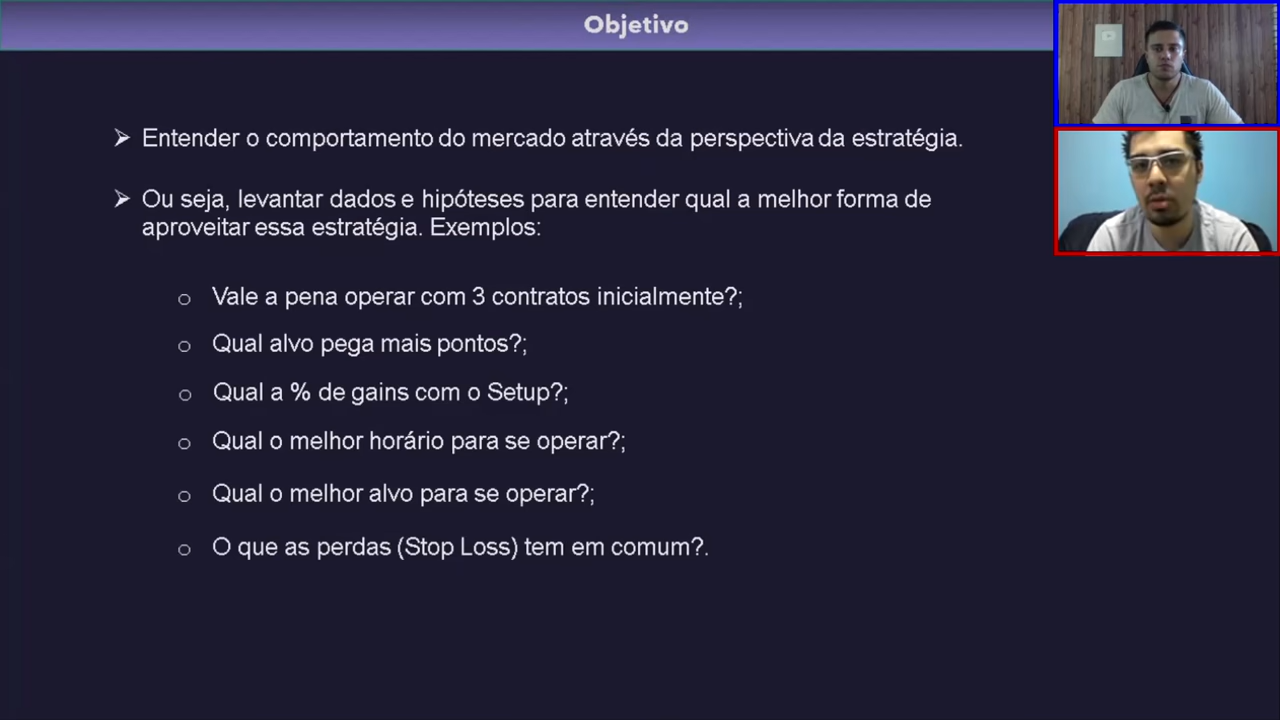 Objetivo
➢ Entender o comportamento do mercado através da perspectiva da estratégia.
➢ Ou seja, levantar dados e hipóteses para entender qual a melhor forma de
aproveitar essa estratégia. Exemplos:
o Vale a pena operar com 3 contratos inicialmente?;
o Qual alvo pega mais pontos?;
o Qual a % de gains com o Setup?;
o Qual o melhor horário para se operar?;
o Qual o melhor alvo para se operar?;
o O que as perdas (Stop Loss) tem em comum?.